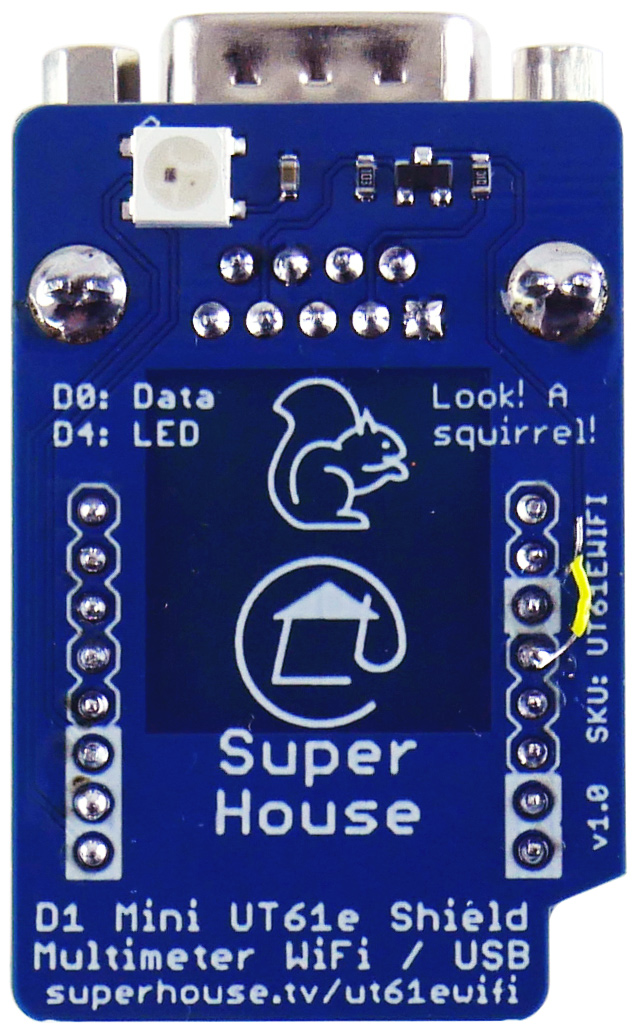 D0: Data
D4: LED
Look! A
squirrel!
SKU: UT61EWIFI
v1.0
Super
House
D1 Mini UT61e Shield
Multimeter WiFi / USB
superhouse.tv/ut61ewifi